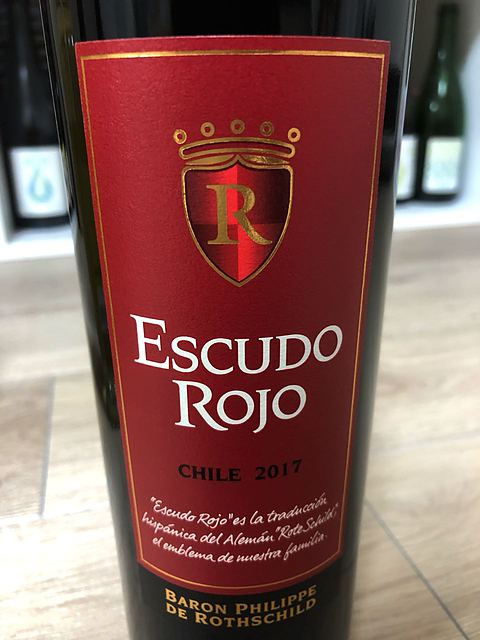 R
ESCUDO
ROJO
CHILE 2017
"Escudo Rojo" es la traducción
hispánica del Alemán "Rote Schild,"
el emblema de nuestra familia.
BARON PHILIPPE
DE ROTHSCHILD